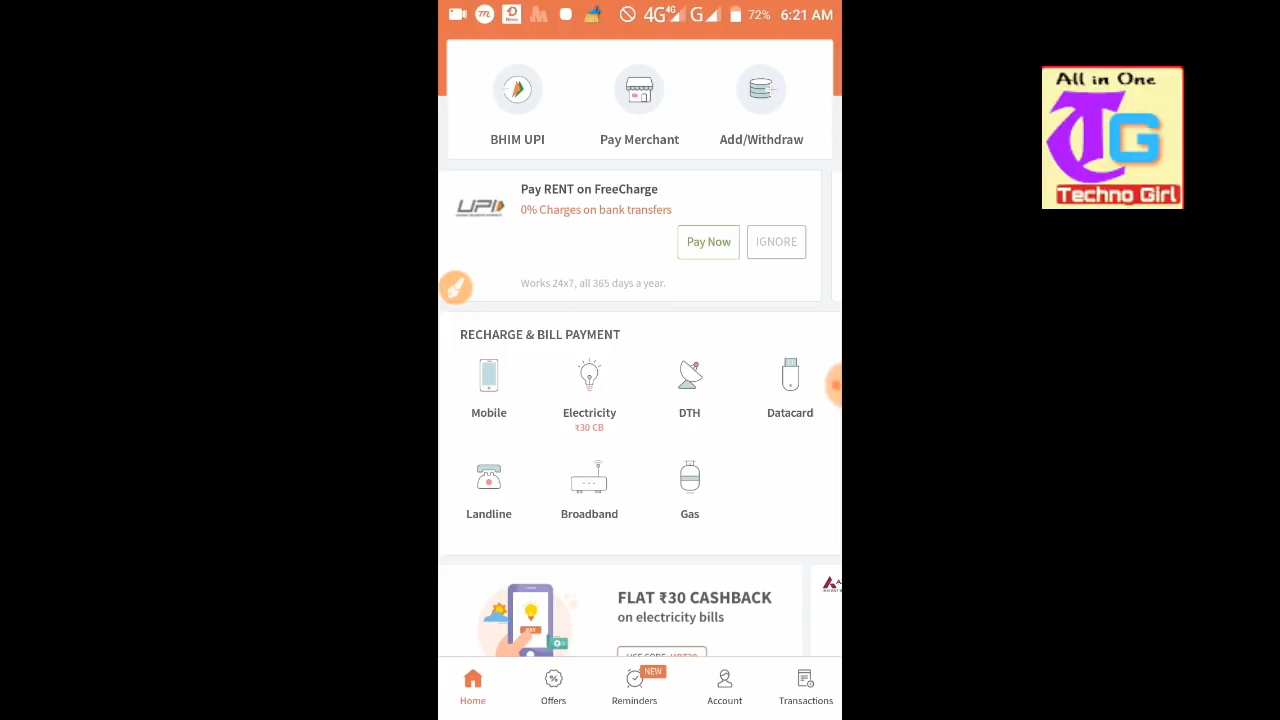 4G 4G G 72% 6:21 AM
BHIM UPI
Pay Merchant
Add/Withdraw
Pay RENT on FreeCharge
UPI
0% Charges on bank transfers
Pay Now
IGNORE
Works 24x7, all 365 days a year.
RECHARGE & BILL PAYMENT
Mobile
Electricity
₹30 CB
DTH
Datacard
Landline
Broadband
Gas
FLAT ₹30 CASHBACK
on electricity bills
Home
Offers
NEW
Reminders
Account
Transactions
All in One
TG
Techno Girl